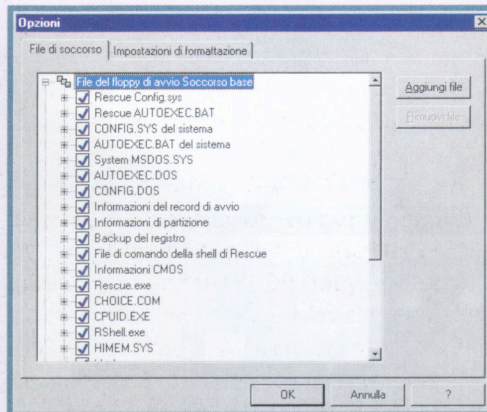 Opzioni
File di soccorso
Impostazioni di formattazione
File del floppy di avvio Soccorso base
Aggiungi file
Rimuovi file
Rescue Config.sys
Rescue AUTOEXEC.BAT
CONFIG.SYS del sistema
AUTOEXEC.BAT del sistema
System MSDOS.SYS
AUTOEXEC.DOS
CONFIG.DOS
Informazioni del record di avvio
Informazioni di partizione
Backup del registro
File di comando della shell di Rescue
Informazioni CMOS
Rescue.exe
CHOICE.COM
CPUID.EXE
RShell.exe
HIMEM.SYS
OK
Annulla
?